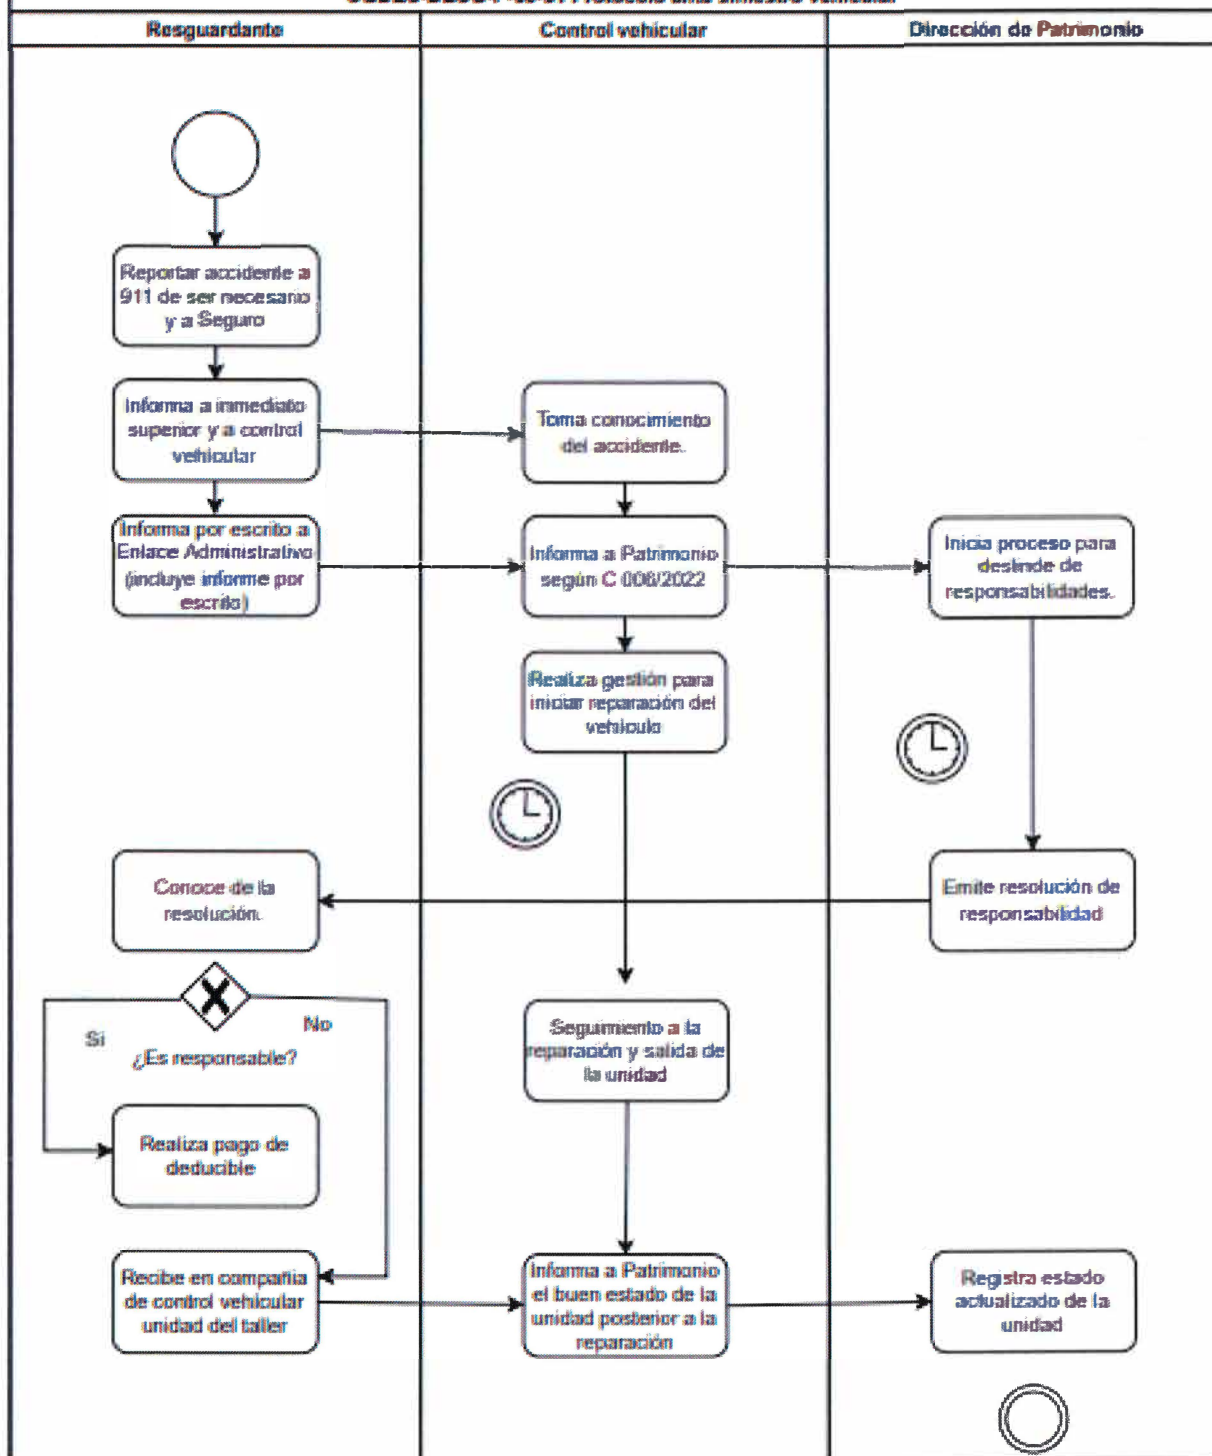 Protocolo ante siniestro vehicular
Resguardante
Control vehicular
Dirección de Patrimonio
Reportar accidente a
911 de ser necesario
y a Seguro
Informa a inmediato
superior y a control
vehicular
Toma conocimiento
del accidente.
Informa por escrito a
Enlace Administrativo
(incluye informe por
escrito)
Informa a Patrimonio
según C 006/2022
Inicia proceso para
deslinde de
responsabilidades.
Realiza gestión para
iniciar reparación del
vehículo
Conoce de la
resolución.
Emite resolución de
responsabilidad
Si
No
¿Es responsable?
Seguimiento a la
reparación y salida de
la unidad
Realiza pago de
deducible
Recibe en compañía
de control vehicular
unidad del taller
Informa a Patrimonio
el buen estado de la
unidad posterior a la
reparación
Registra estado
actualizado de la
unidad